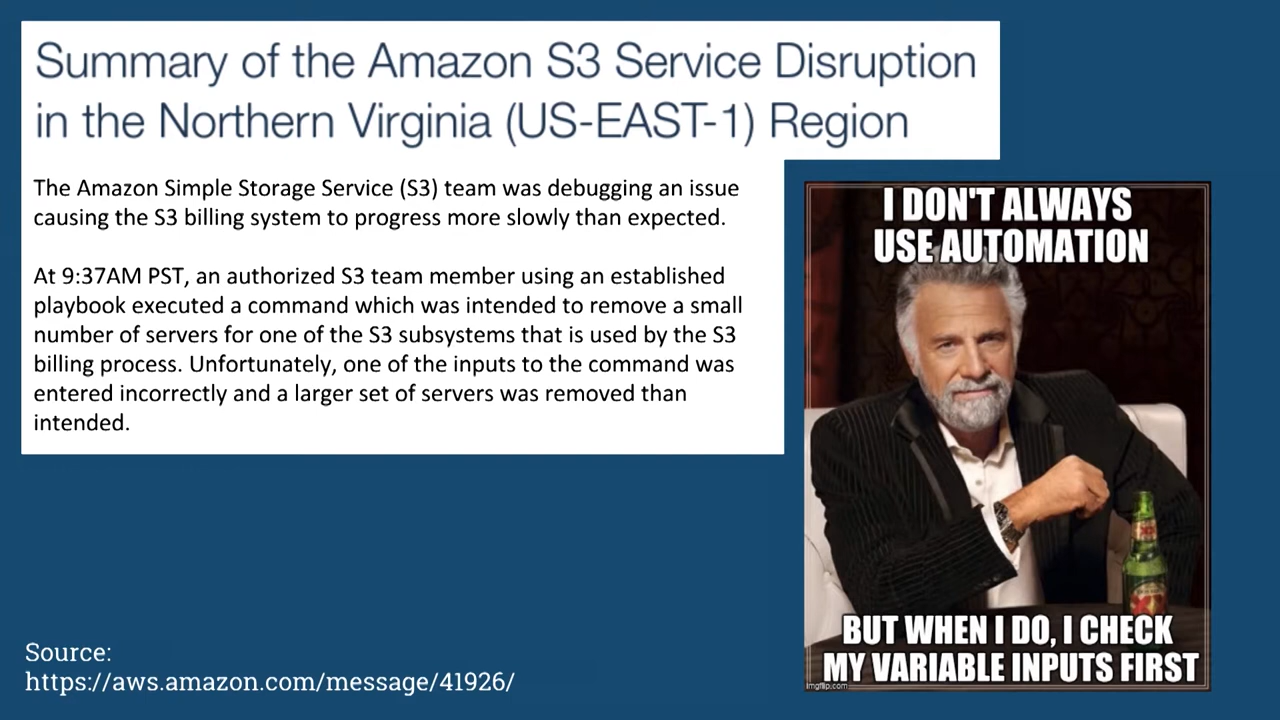 Summary of the Amazon S3 Service Disruption
in the Northern Virginia (US-EAST-1) Region
The Amazon Simple Storage Service (S3) team was debugging an issue
causing the S3 billing system to progress more slowly than expected.
At 9:37AM PST, an authorized S3 team member using an established
playbook executed a command which was intended to remove a small
number of servers for one of the S3 subsystems that is used by the S3
billing process. Unfortunately, one of the inputs to the command was
entered incorrectly and a larger set of servers was removed than
intended.
I DON'T ALWAYS
USE AUTOMATION
BUT WHEN I DO, I CHECK
MY VARIABLE INPUTS FIRST
imgflip.com
Source:
https://aws.amazon.com/message/41926/